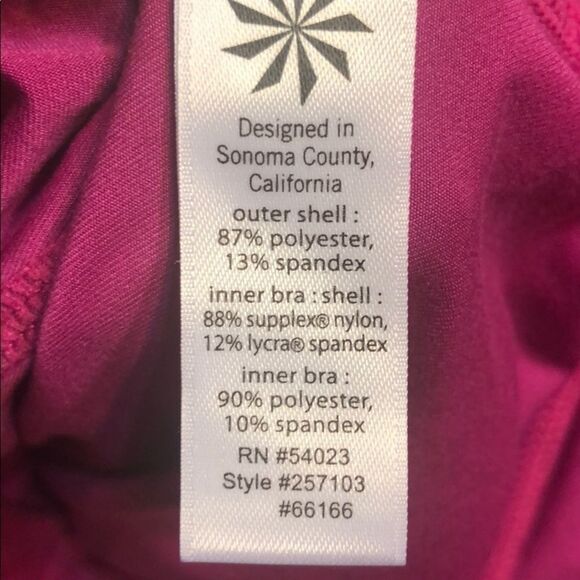 Designed in
Sonoma County,
California
outer shell :
87% polyester,
13% spandex
inner bra : shell :
88% supplex® nylon,
12% lycra® spandex
inner bra :
90% polyester,
10% spandex
RN #54023
Style #257103
#66166